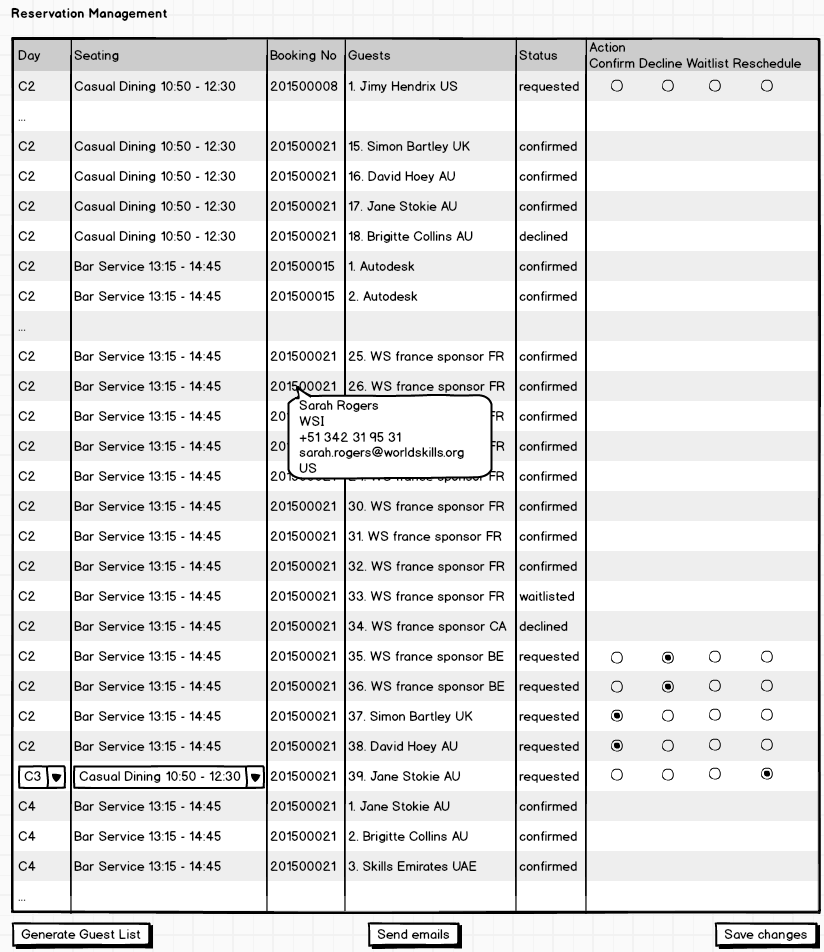 Reservation Management
Day Seating Booking No Guests Status Action
Confirm Decline Waitlist Reschedule
C2 Casual Dining 10:50 - 12:30 201500008 1. Jimy Hendrix US requested
...
C2 Casual Dining 10:50 - 12:30 201500021 15. Simon Bartley UK confirmed
C2 Casual Dining 10:50 - 12:30 201500021 16. David Hoey AU confirmed
C2 Casual Dining 10:50 - 12:30 201500021 17. Jane Stokie AU confirmed
C2 Casual Dining 10:50 - 12:30 201500021 18. Brigitte Collins AU declined
C2 Bar Service 13:15 - 14:45 201500015 1. Autodesk confirmed
C2 Bar Service 13:15 - 14:45 201500015 2. Autodesk confirmed
...
C2 Bar Service 13:15 - 14:45 201500021 25. WS france sponsor FR confirmed
C2 Bar Service 13:15 - 14:45 201500021 26. WS france sponsor FR confirmed
Sarah Rogers
C2 Bar Service 13:15 - 14:45 20 FR confirmed
WSI
+51 342 31 95 31
C2 Bar Service 13:15 - 14:45 20 FR confirmed
sarah.rogers@worldskills.org
US
C2 Bar Service 13:15 - 14:45 FR confirmed
C2 Bar Service 13:15 - 14:45 201500021 30. WS france sponsor FR confirmed
C2 Bar Service 13:15 - 14:45 201500021 31. WS france sponsor FR confirmed
C2 Bar Service 13:15 - 14:45 201500021 32. WS france sponsor FR confirmed
C2 Bar Service 13:15 - 14:45 201500021 33. WS france sponsor FR waitlisted
C2 Bar Service 13:15 - 14:45 201500021 34. WS france sponsor CA declined
C2 Bar Service 13:15 - 14:45 201500021 35. WS france sponsor BE requested
C2 Bar Service 13:15 - 14:45 201500021 36. WS france sponsor BE requested
C2 Bar Service 13:15 - 14:45 201500021 37. Simon Bartley UK requested
C2 Bar Service 13:15 - 14:45 201500021 38. David Hoey AU requested
C3 Casual Dining 10:50 - 12:30 201500021 39. Jane Stokie AU requested
C4 Bar Service 13:15 - 14:45 201500021 1. Jane Stokie AU confirmed
C4 Bar Service 13:15 - 14:45 201500021 2. Brigitte Collins AU confirmed
C4 Bar Service 13:15 - 14:45 201500021 3. Skills Emirates UAE confirmed
...
Generate Guest List Send emails Save changes